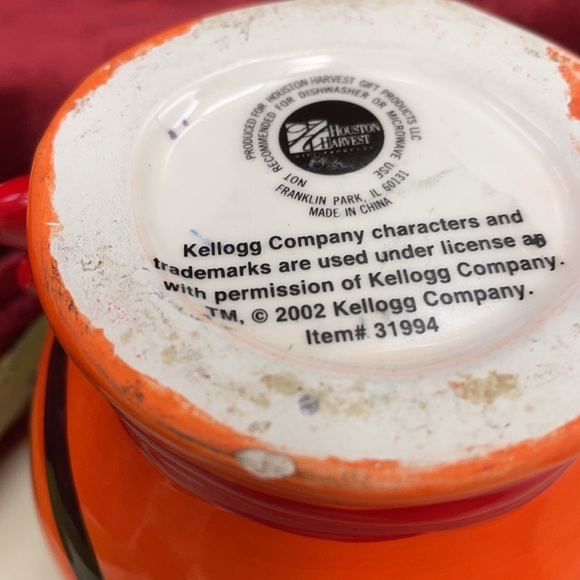 PRODUCED FOR HOUSTON HARVEST GIFT PRODUCTS LLC
NOT RECOMMENDED FOR DISHWASHER OR MICROWAVE USE
HOUSTON
HARVEST
GIFT PRODUCTS
FRANKLIN PARK, IL 60131
MADE IN CHINA
Kellogg Company characters and
trademarks are used under license
with permission of Kellogg Company.
TM, © 2002 Kellogg Company.
Item# 31994